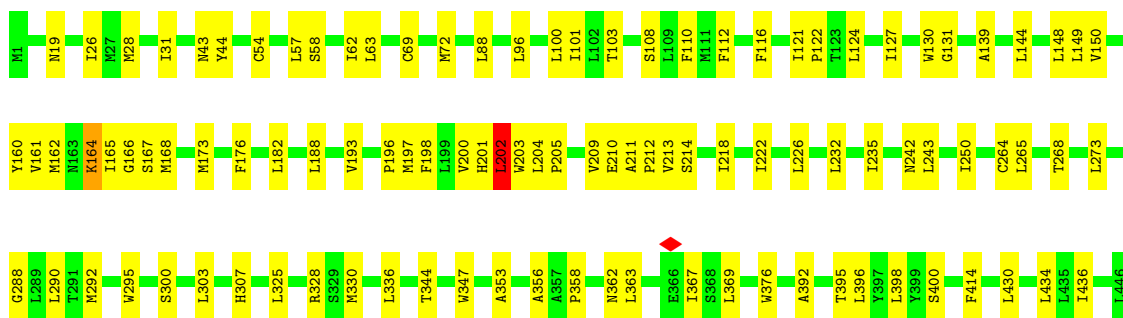 M1 N19 I26 M27 M28 I31 N43 Y44 C54 L57 S58 I62 L63 C69 M72 L88 L96 L100 I101 L102 T103 S108 L109 F110 M111 F112 F116 I121 P122 T123 L124 I127 W130 G131 A139 L144 L148 L149 V150
Y160 V161 M162 N163 K164 I165 G166 S167 M168 M173 F176 L182 L188 V193 P196 M197 F198 L199 V200 H201 L202 W203 L204 P205 V209 E210 A211 P212 V213 S214 I218 I222 L226 L232 I235 N242 L243 I250 C264 L265 T268 L273
G288 L289 L290 T291 M292 W295 S300 L303 H307 L325 R328 S329 M330 L336 T344 W347 A353 A356 A357 P358 N362 L363 E366 I367 S368 L369 W376 A392 T395 L396 Y397 L398 Y399 S400 F414 L430 L434 L435 I436 L446